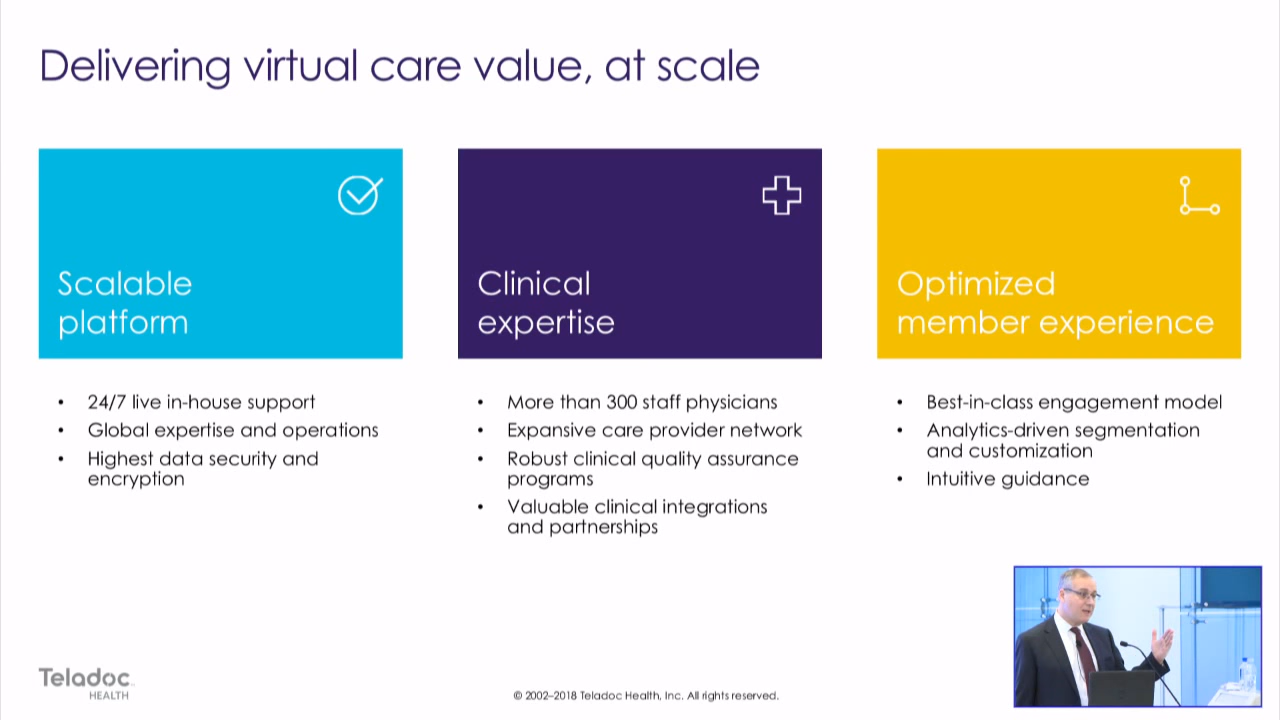 Delivering virtual care value, at scale
Scalable
platform
• 24/7 live in-house support
• Global expertise and operations
• Highest data security and
encryption
Clinical
expertise
• More than 300 staff physicians
• Expansive care provider network
• Robust clinical quality assurance
programs
• Valuable clinical integrations
and partnerships
Optimized
member experience
• Best-in-class engagement model
• Analytics-driven segmentation
and customization
• Intuitive guidance
Teladoc
HEALTH
© 2002–2018 Teladoc Health, Inc. All rights reserved.